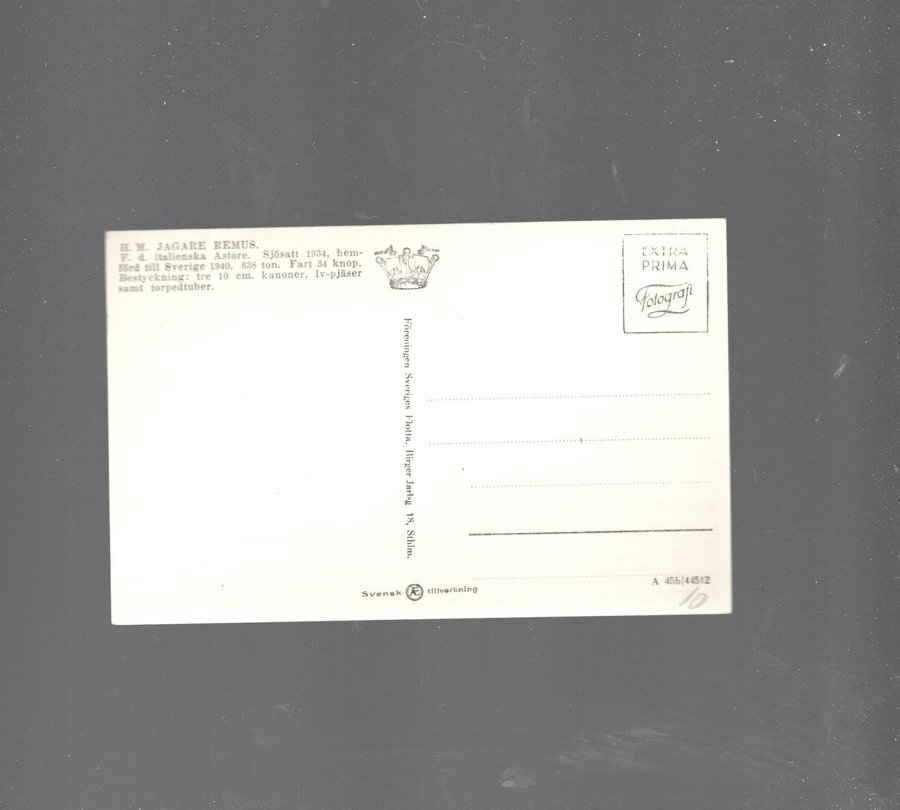 H. M. JAGARE REMUS.
F. d. italienska Astore. Sjösatt 1934, hem-
förd till Sverige 1940. 638 ton. Fart 34 knop.
Bestyckning: tre 10 cm. kanoner, lv-pjäser
samt torpedtuber.
EXTRA
PRIMA
Fotografi
Föreningen Sveriges Flotta. Birger Jarlsg. 18, Sthlm.
A 45b|44512
10
Svensk Æ tillverkning